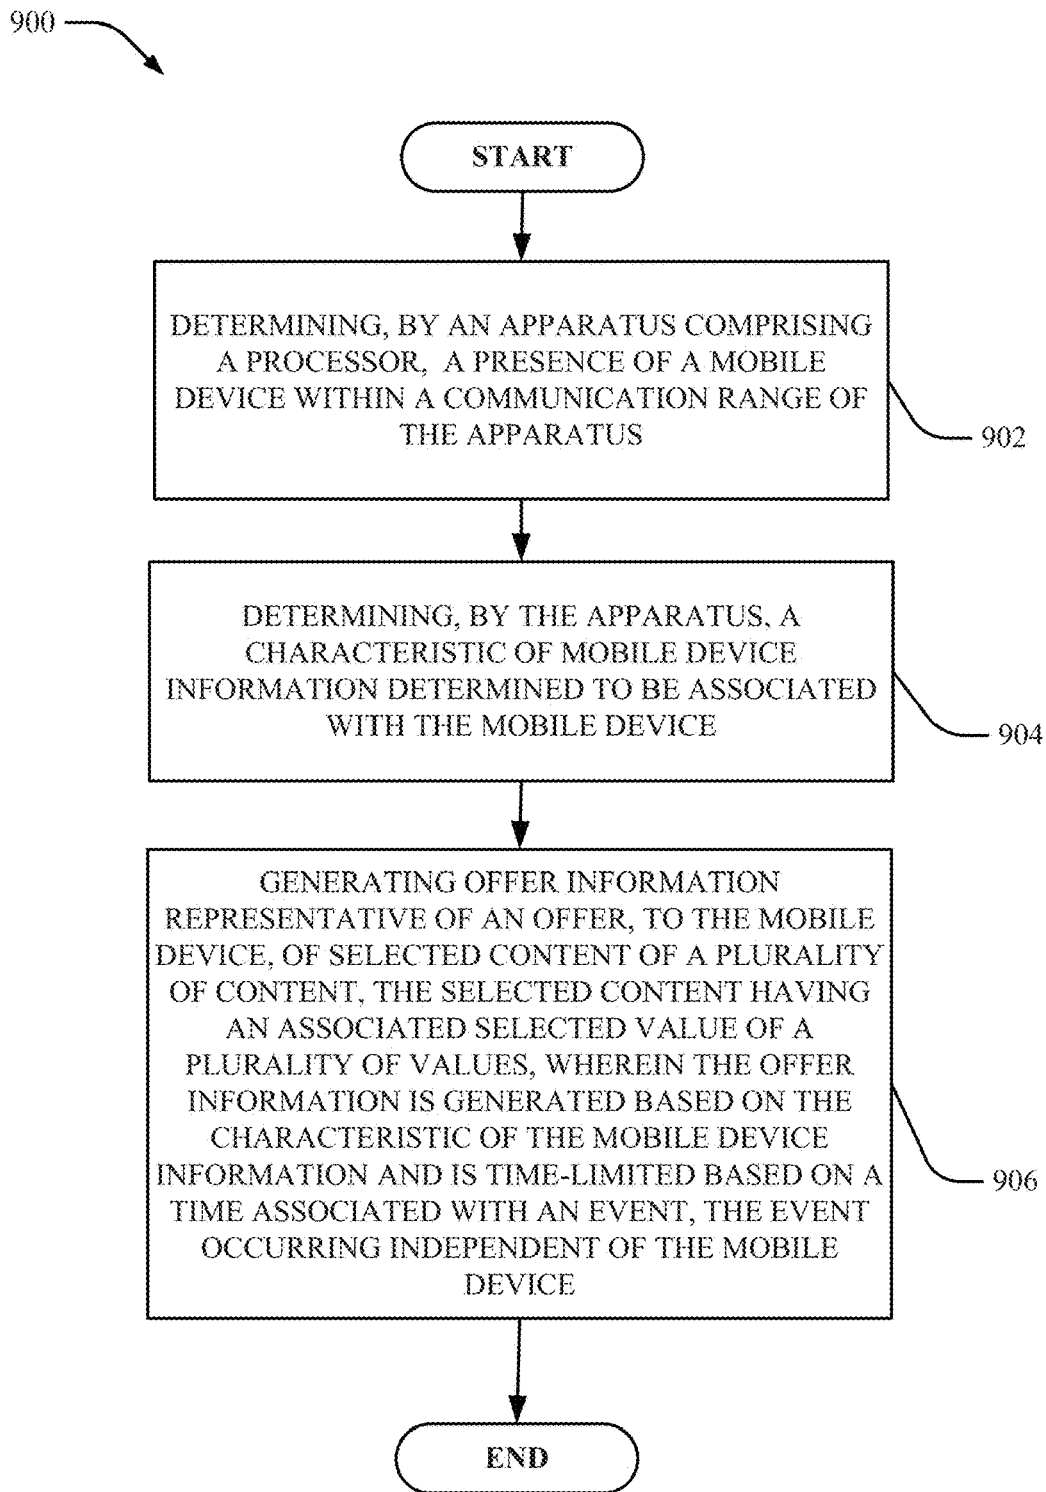 900
START
DETERMINING, BY AN APPARATUS COMPRISING
A PROCESSOR, A PRESENCE OF A MOBILE
DEVICE WITHIN A COMMUNICATION RANGE OF
THE APPARATUS
902
DETERMINING, BY THE APPARATUS, A
CHARACTERISTIC OF MOBILE DEVICE
INFORMATION DETERMINED TO BE ASSOCIATED
WITH THE MOBILE DEVICE
904
GENERATING OFFER INFORMATION
REPRESENTATIVE OF AN OFFER, TO THE MOBILE
DEVICE, OF SELECTED CONTENT OF A PLURALITY
OF CONTENT, THE SELECTED CONTENT HAVING
AN ASSOCIATED SELECTED VALUE OF A
PLURALITY OF VALUES, WHEREIN THE OFFER
INFORMATION IS GENERATED BASED ON THE
CHARACTERISTIC OF THE MOBILE DEVICE
INFORMATION AND IS TIME-LIMITED BASED ON A
TIME ASSOCIATED WITH AN EVENT, THE EVENT
OCCURRING INDEPENDENT OF THE MOBILE
DEVICE
906
END